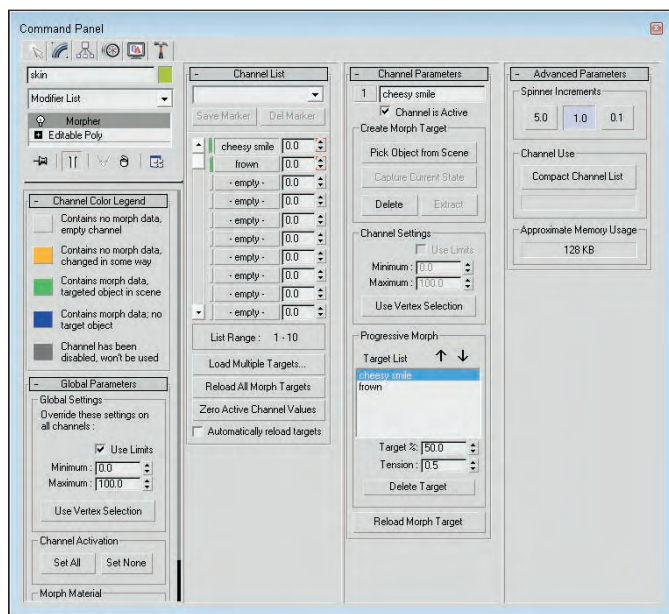 Command Panel
skin
Modifier List
Morpher
Editable Poly
- Channel Color Legend
Contains no morph data,
empty channel
Contains no morph data,
changed in some way
Contains morph data,
targeted object in scene
Contains morph data; no
target object
Channel has been
disabled, won't be used
- Global Parameters
Global Settings
Override these settings on
all channels :
Use Limits
Minimum : 0.0
Maximum : 100.0
Use Vertex Selection
Channel Activation
Set All Set None
Morph Material
- Channel List
Save Marker Del Marker
cheesy smile 0.0
frown 0.0
- empty - 0.0
- empty - 0.0
- empty - 0.0
- empty - 0.0
- empty - 0.0
- empty - 0.0
- empty - 0.0
- empty - 0.0
List Range : 1 - 10
Load Multiple Targets...
Reload All Morph Targets
Zero Active Channel Values
Automatically reload targets
- Channel Parameters
1 cheesy smile
Channel is Active
Create Morph Target
Pick Object from Scene
Capture Current State
Delete Extract
Channel Settings
Use Limits
Minimum : 0.0
Maximum : 100.0
Use Vertex Selection
Progressive Morph
Target List
cheesy smile
frown
Target %: 50.0
Tension : 0.5
Delete Target
Reload Morph Target
- Advanced Parameters
Spinner Increments
5.0 1.0 0.1
Channel Use
Compact Channel List
Approximate Memory Usage
128 KB